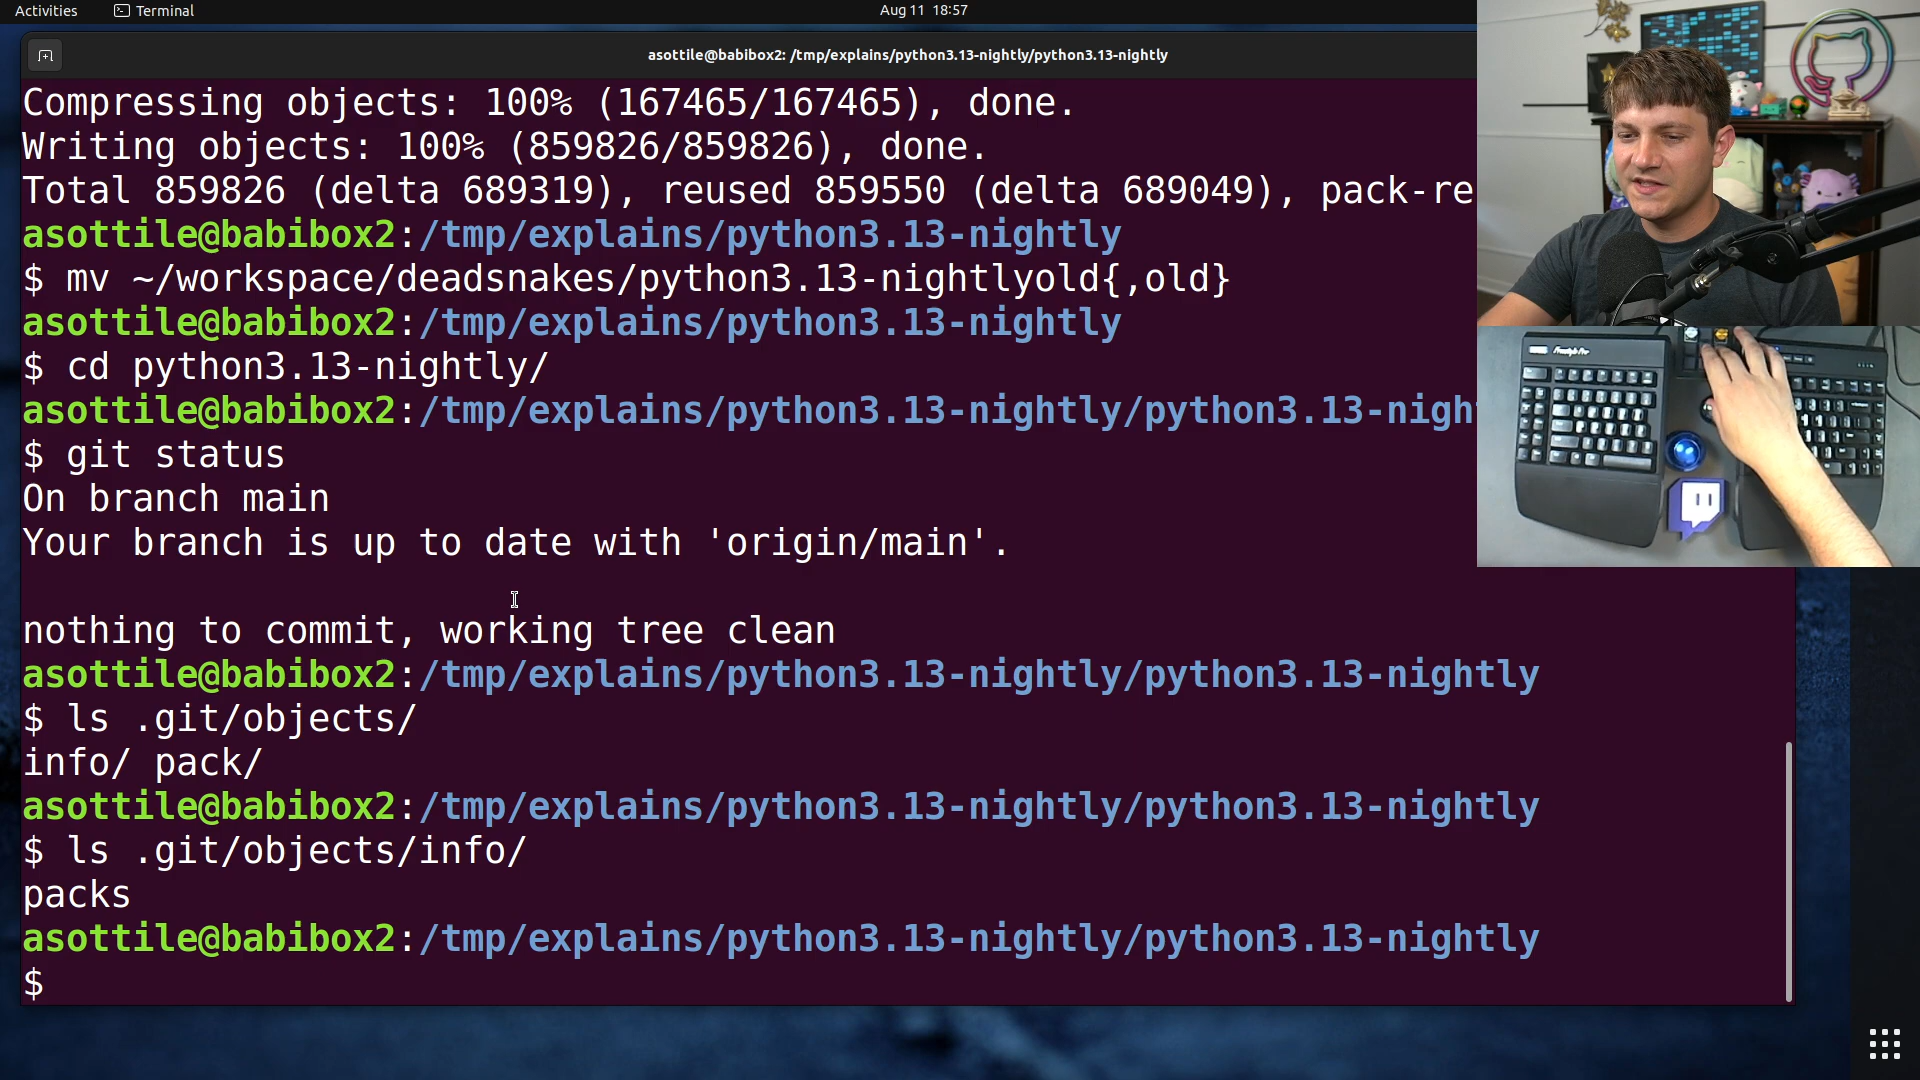 Activities
Terminal
Aug 11 18:57
asottile@babibox2: /tmp/explains/python3.13-nightly/python3.13-nightly
Compressing objects: 100% (167465/167465), done.
Writing objects: 100% (859826/859826), done.
Total 859826 (delta 689319), reused 859550 (delta 689049), pack-re
asottile@babibox2:/tmp/explains/python3.13-nightly
$ mv ~/workspace/deadsnakes/python3.13-nightlyold{,old}
asottile@babibox2:/tmp/explains/python3.13-nightly
$ cd python3.13-nightly/
asottile@babibox2:/tmp/explains/python3.13-nightly/python3.13-nigh
$ git status
On branch main
Your branch is up to date with 'origin/main'.
nothing to commit, working tree clean
asottile@babibox2:/tmp/explains/python3.13-nightly/python3.13-nightly
$ ls .git/objects/
info/ pack/
asottile@babibox2:/tmp/explains/python3.13-nightly/python3.13-nightly
$ ls .git/objects/info/
packs
asottile@babibox2:/tmp/explains/python3.13-nightly/python3.13-nightly
$